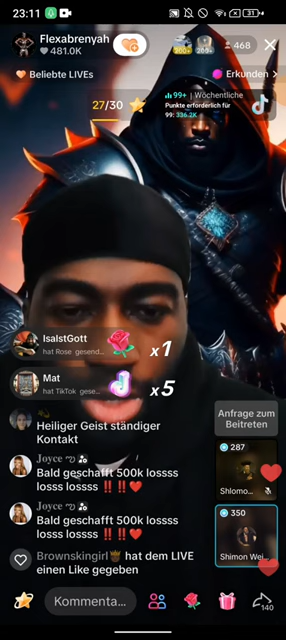 23:11
31
Flexabrenyah
481.0K
200+
468
Beliebte LIVEs
Erkunden >
27/30
99+ | Wöchentliche
Punkte erforderlich für
99: 336.2K
IsaIstGott
hat Rose gesend...
x1
Mat
hat TikTok gese...
x5
Heiliger Geist ständiger
Kontakt
Anfrage zum
Beitreten
Joyce
Bald geschafft 500k lossss
losss lossss ‼️‼️❤️
287
Shlomo...
Joyce
Bald geschafft 500k lossss
losss lossss ‼️‼️❤️
350
Shimon Wei...
Brownskingirl hat dem LIVE
einen Like gegeben
Kommenta...
140